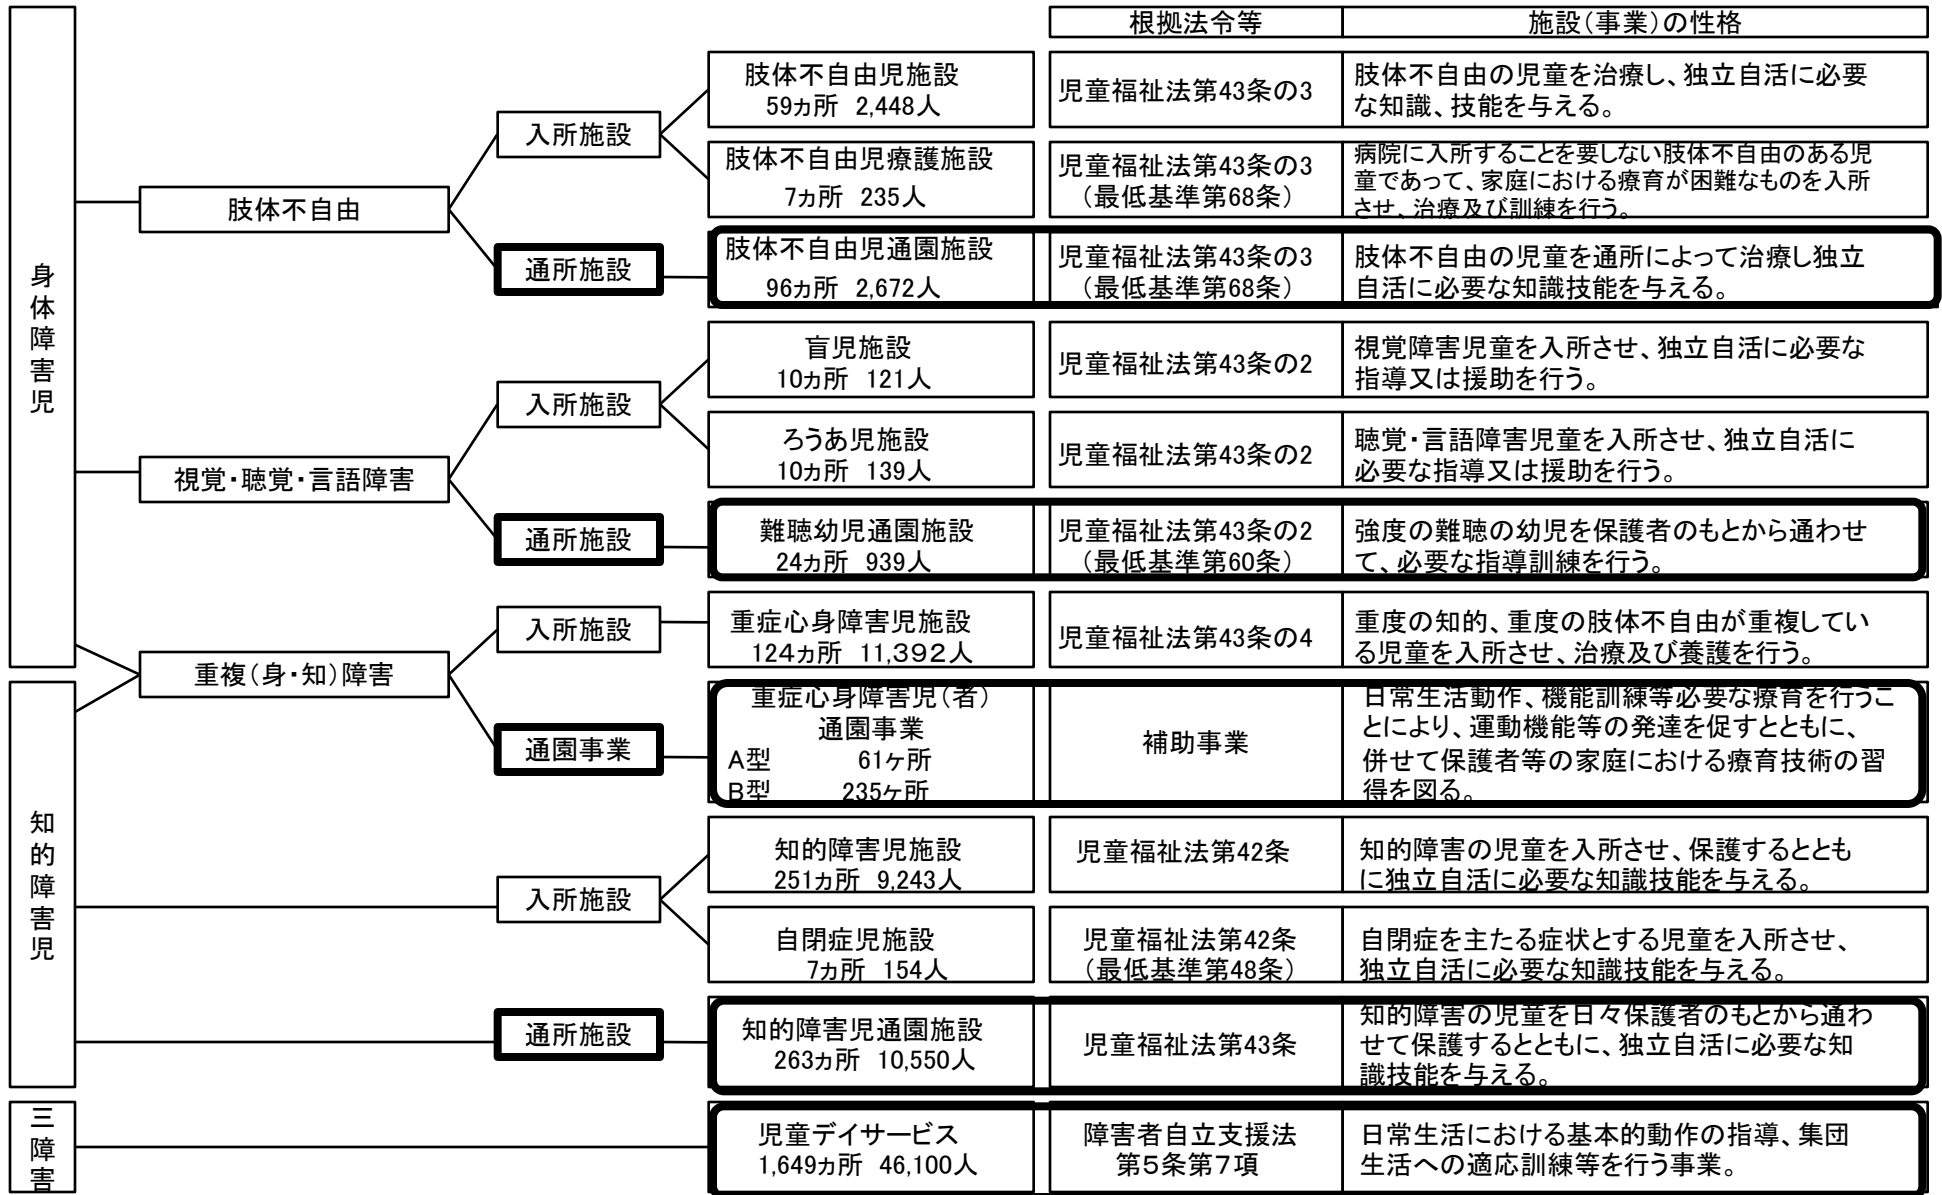 根拠法令等
施設(事業)の性格
身体障害児
肢体不自由
入所施設
肢体不自由児施設
59ヵ所 2,448人
児童福祉法第43条の3
肢体不自由の児童を治療し、独立自活に必要
な知識、技能を与える。
肢体不自由児療護施設
7ヵ所 235人
児童福祉法第43条の3
(最低基準第68条)
病院に入所することを要しない肢体不自由のある児
童であって、家庭における療育が困難なものを入所
させ、治療及び訓練を行う。
通所施設
肢体不自由児通園施設
96ヵ所 2,672人
児童福祉法第43条の3
(最低基準第68条)
肢体不自由の児童を通所によって治療し独立
自活に必要な知識技能を与える。
視覚・聴覚・言語障害
入所施設
盲児施設
10ヵ所 121人
児童福祉法第43条の2
視覚障害児童を入所させ、独立自活に必要な
指導又は援助を行う。
ろうあ児施設
10ヵ所 139人
児童福祉法第43条の2
聴覚・言語障害児童を入所させ、独立自活に
必要な指導又は援助を行う。
通所施設
難聴幼児通園施設
24ヵ所 939人
児童福祉法第43条の2
(最低基準第60条)
強度の難聴の幼児を保護者のもとから通わせ
て、必要な指導訓練を行う。
重複(身・知)障害
入所施設
重症心身障害児施設
124ヵ所 11,392人
児童福祉法第43条の4
重度の知的、重度の肢体不自由が重複してい
る児童を入所させ、治療及び養護を行う。
通園事業
重症心身障害児(者)
通園事業
A型 61ヶ所
B型 235ヶ所
補助事業
日常生活動作、機能訓練等必要な療育を行うこ
とにより、運動機能等の発達を促すとともに、
併せて保護者等の家庭における療育技術の習
得を図る。
知的障害児
入所施設
知的障害児施設
251ヵ所 9,243人
児童福祉法第42条
知的障害の児童を入所させ、保護するととも
に独立自活に必要な知識技能を与える。
自閉症児施設
7ヵ所 154人
児童福祉法第42条
(最低基準第48条)
自閉症を主たる症状とする児童を入所させ、
独立自活に必要な知識技能を与える。
通所施設
知的障害児通園施設
263ヵ所 10,550人
児童福祉法第43条
知的障害の児童を日々保護者のもとから通わ
せて保護するとともに、独立自活に必要な知
識技能を与える。
三障害
児童デイサービス
1,649ヵ所 46,100人
障害者自立支援法
第5条第7項
日常生活における基本的動作の指導、集団
生活への適応訓練等を行う事業。